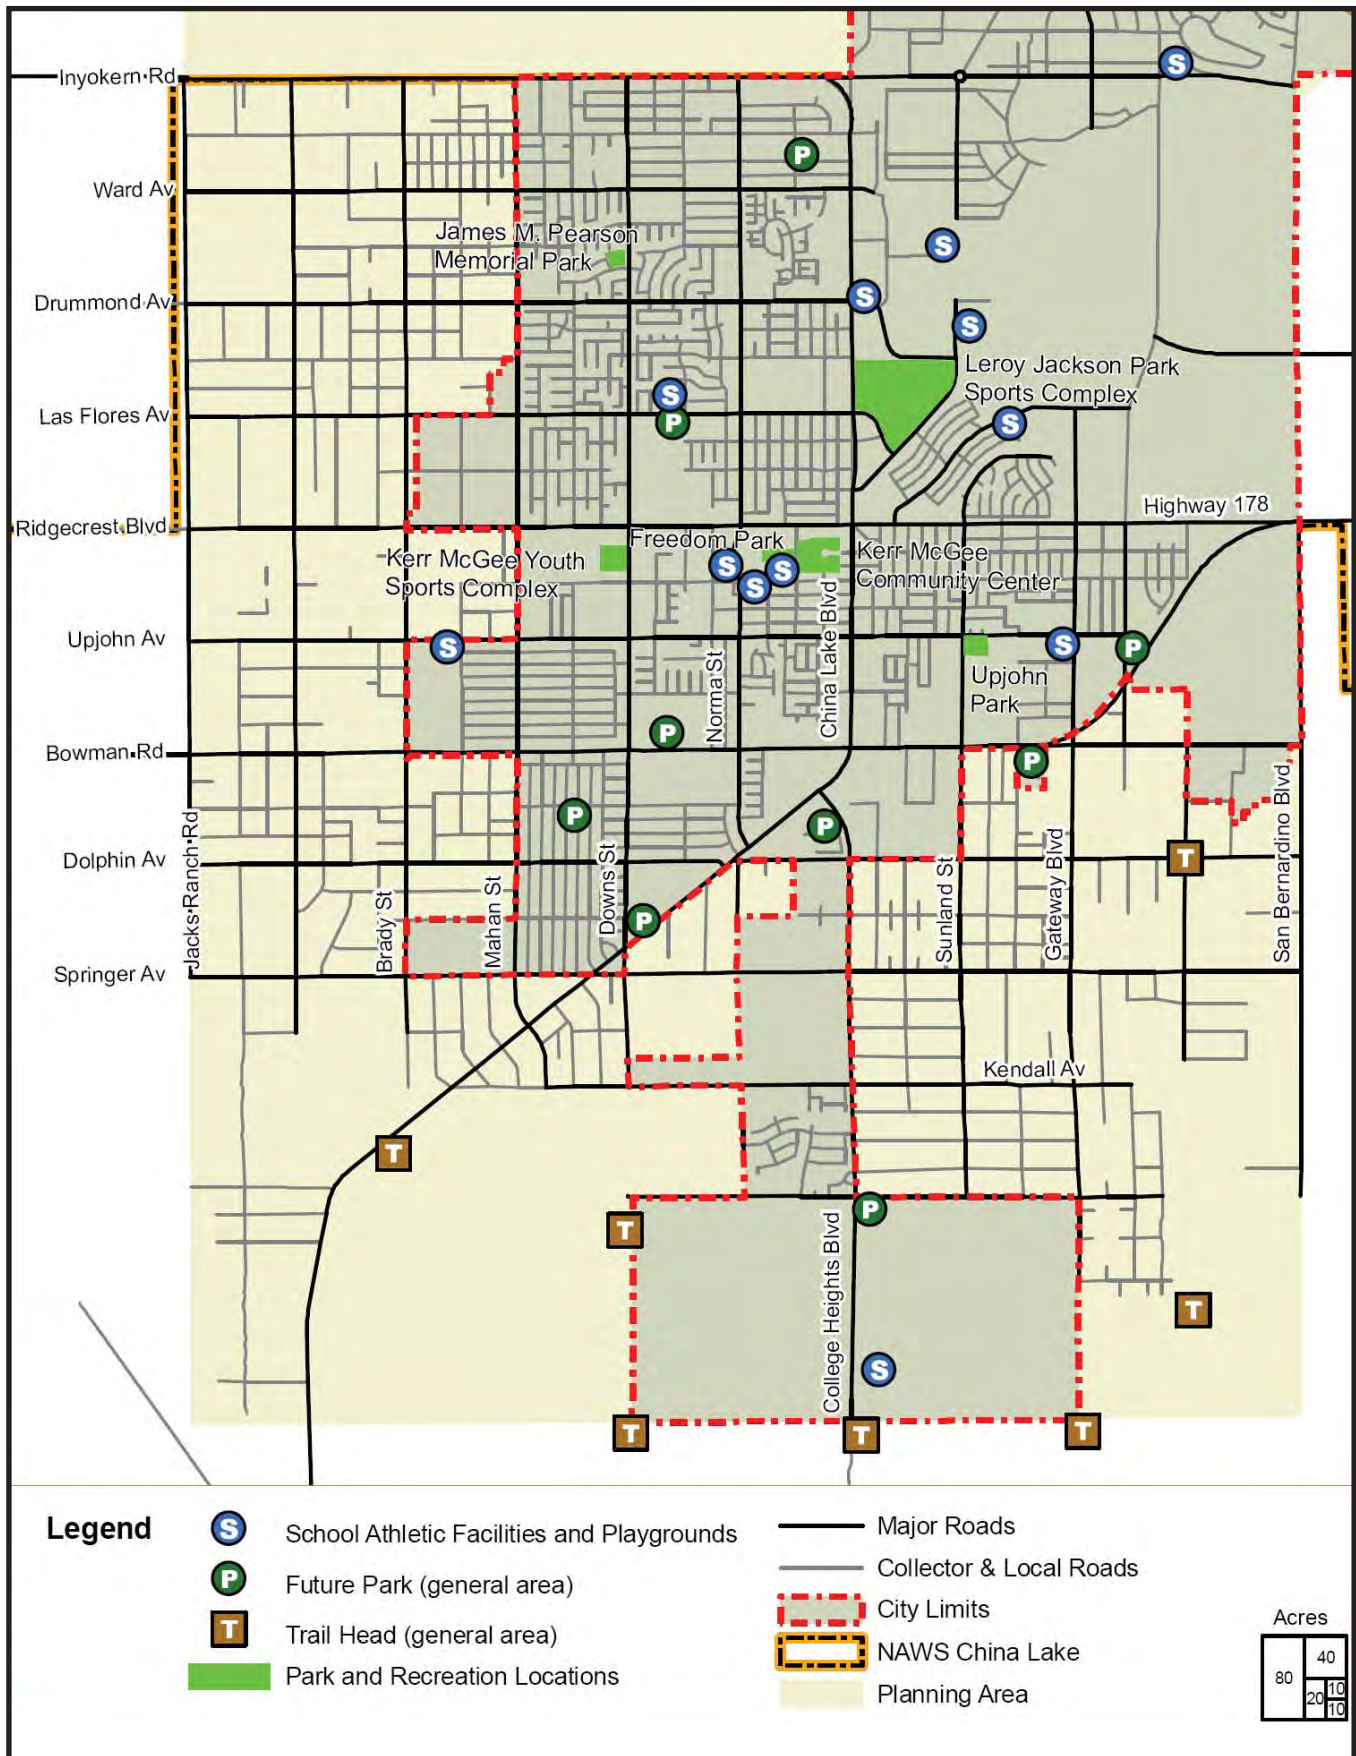 Inyokern Rd
S
P
Ward Av
James M. Pearson
Memorial Park
S
Drummond Av
S
S
Leroy Jackson Park
Sports Complex
S
Las Flores Av
P
S
Highway 178
Ridgecrest Blvd
Freedom Park
Kerr McGee Youth
Sports Complex
S
S
S
Kerr McGee
Community Center
Upjohn Av
S
S
P
Upjohn
Park
Norma St
China Lake Blvd
P
Bowman Rd
P
P
P
Jacks Ranch Rd
Dolphin Av
T
Brady St
Mahan St
Downs St
P
Sunland St
Gateway Blvd
San Bernardino Blvd
Springer Av
Kendall Av
T
T
P
College Heights Blvd
T
S
T
T
T
Legend
S School Athletic Facilities and Playgrounds
P Future Park (general area)
T Trail Head (general area)
Park and Recreation Locations
Major Roads
Collector & Local Roads
City Limits
NAWS China Lake
Planning Area
Acres
80
40
20
10
10